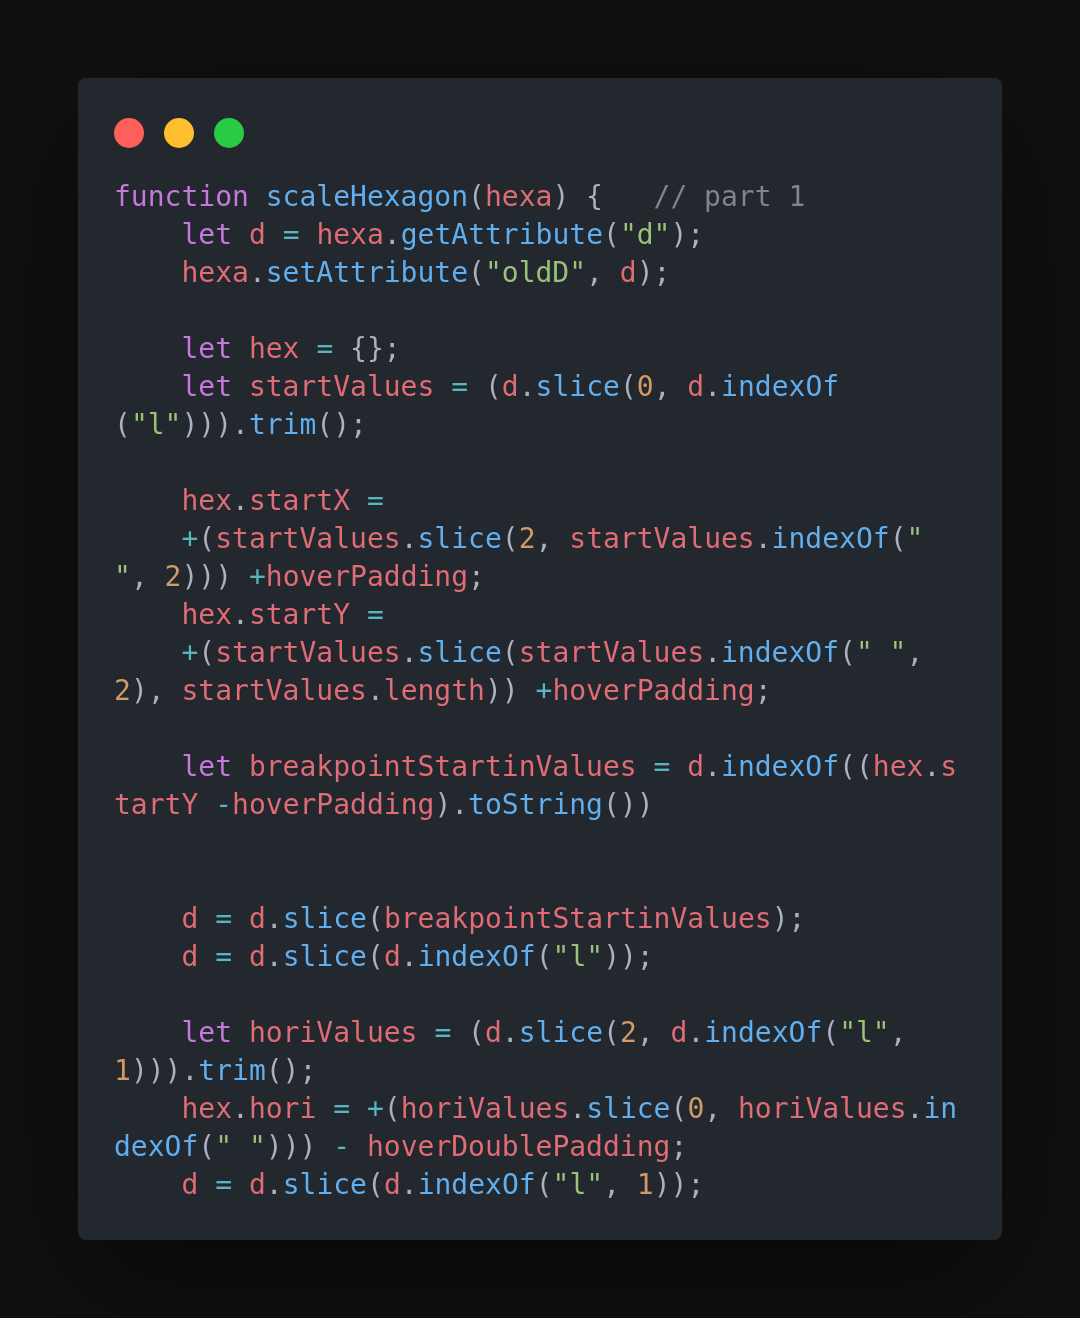 function scaleHexagon(hexa) {   // part 1
    let d = hexa.getAttribute("d");
    hexa.setAttribute("oldD", d);

    let hex = {};
    let startValues = (d.slice(0, d.indexOf
("l"))).trim();

    hex.startX =
    +(startValues.slice(2, startValues.indexOf("
", 2))) +hoverPadding;
    hex.startY =
    +(startValues.slice(startValues.indexOf(" ",
2), startValues.length)) +hoverPadding;

    let breakpointStartinValues = d.indexOf((hex.s
tartY -hoverPadding).toString())


    d = d.slice(breakpointStartinValues);
    d = d.slice(d.indexOf("l"));

    let horiValues = (d.slice(2, d.indexOf("l",
1))).trim();
    hex.hori = +(horiValues.slice(0, horiValues.in
dexOf(" "))) - hoverDoublePadding;
    d = d.slice(d.indexOf("l", 1));